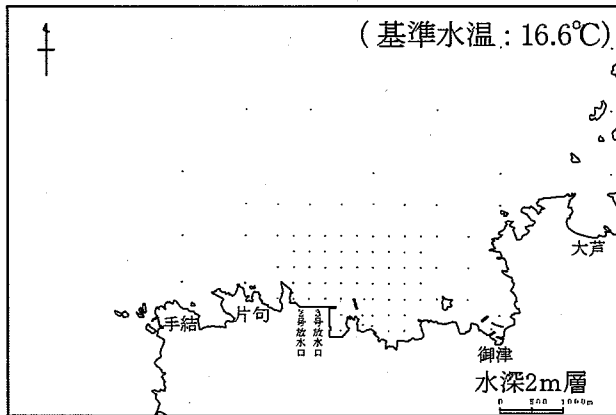 (基準水温:16.6℃)
大芦
手結
片句
2号放水口
3号放水口
御津
水深2m層
0 500 1000m